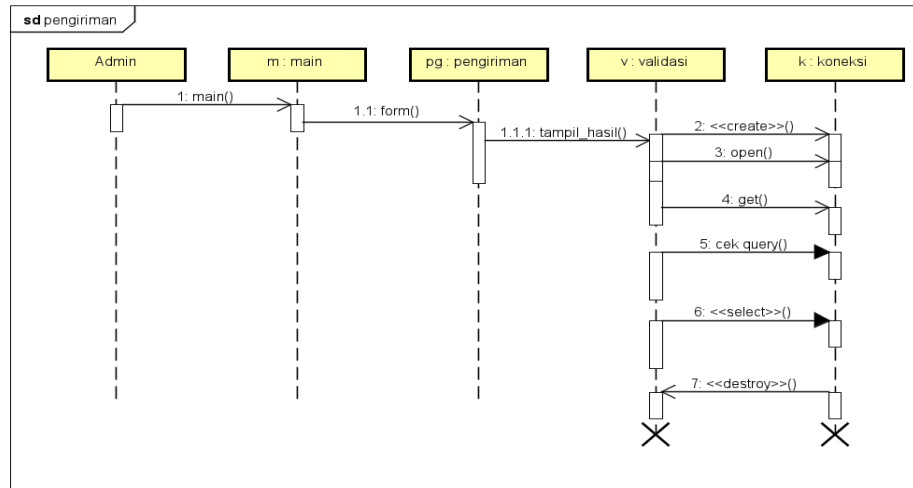 sd pengiriman
Admin
m : main
pg : pengiriman
v : validasi
k : koneksi
1: main()
1.1: form()
1.1.1: tampil_hasil()
2: <<create>>()
3: open()
4: get()
5: cek query()
6: <<select>>()
7: <<destroy>>()